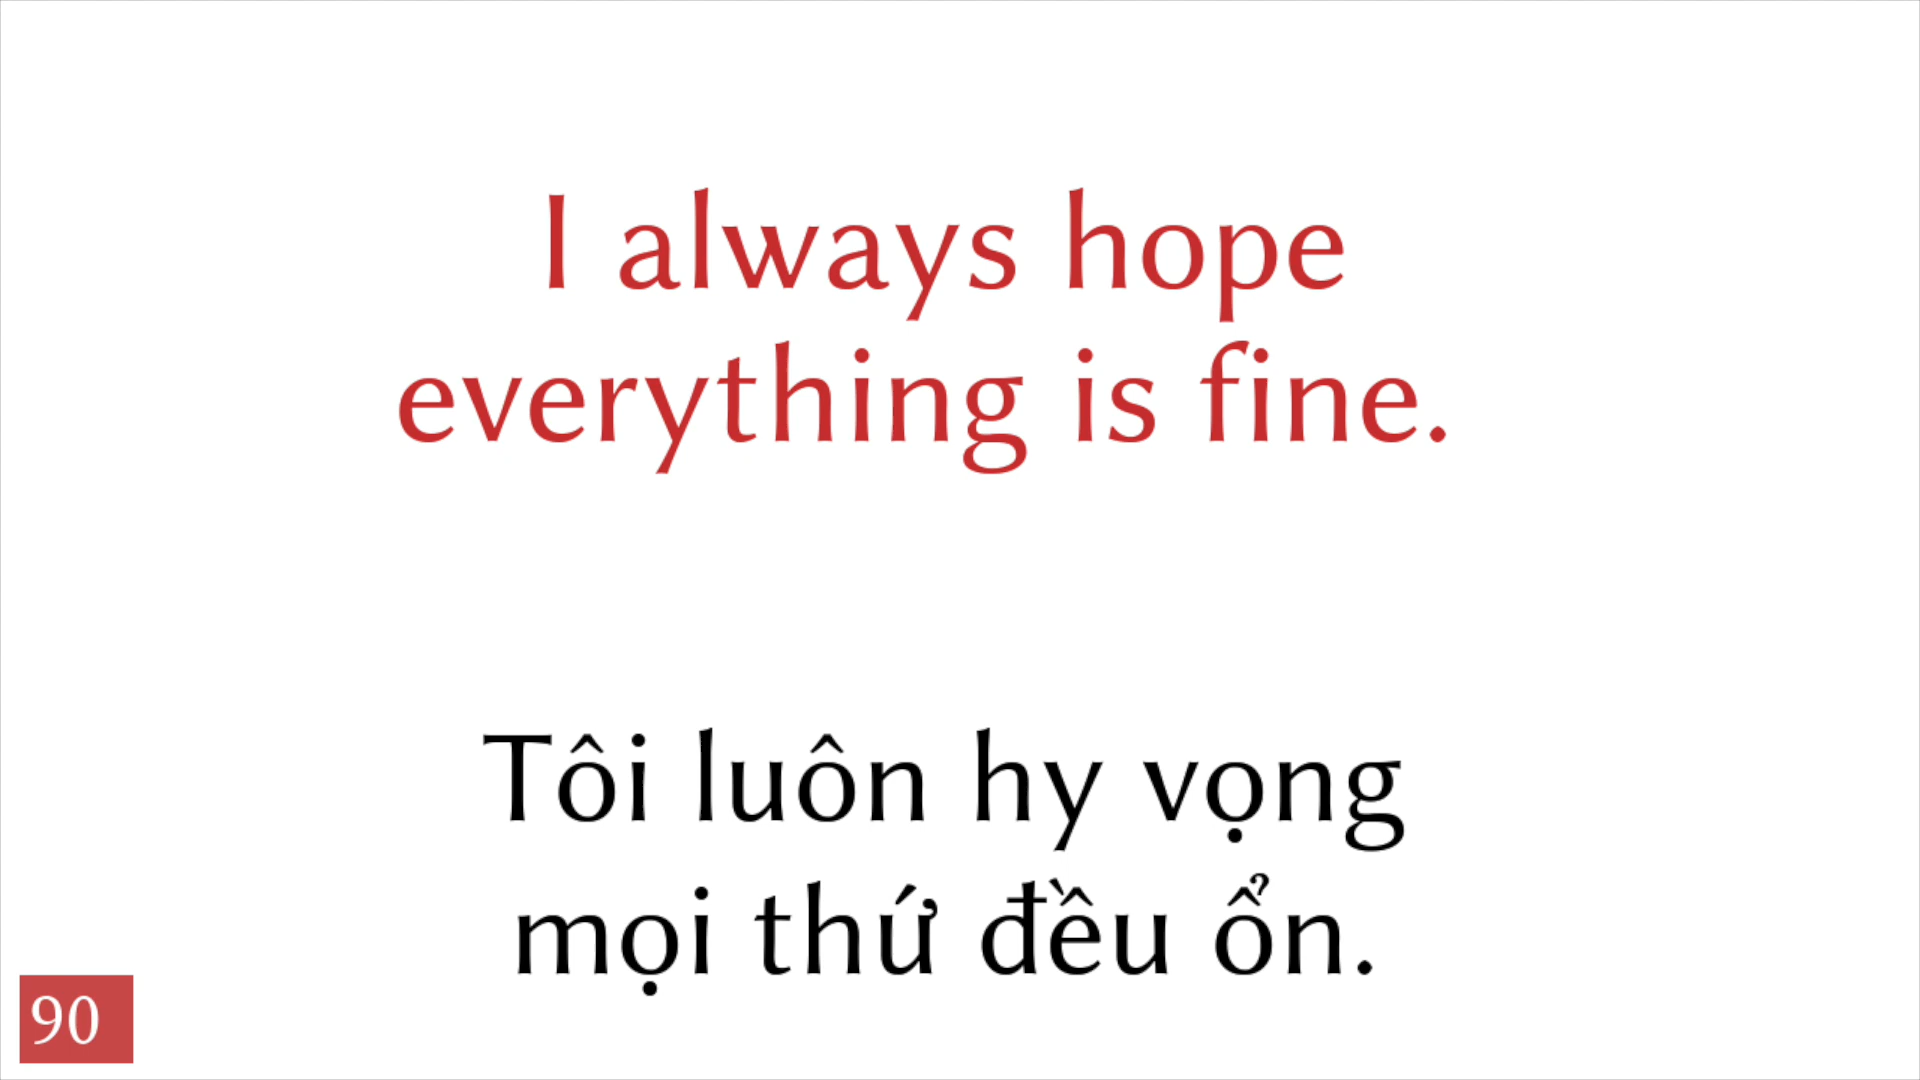 I always hope
everything is fine.
Tôi luôn hy vọng
mọi thứ đều ổn.
90